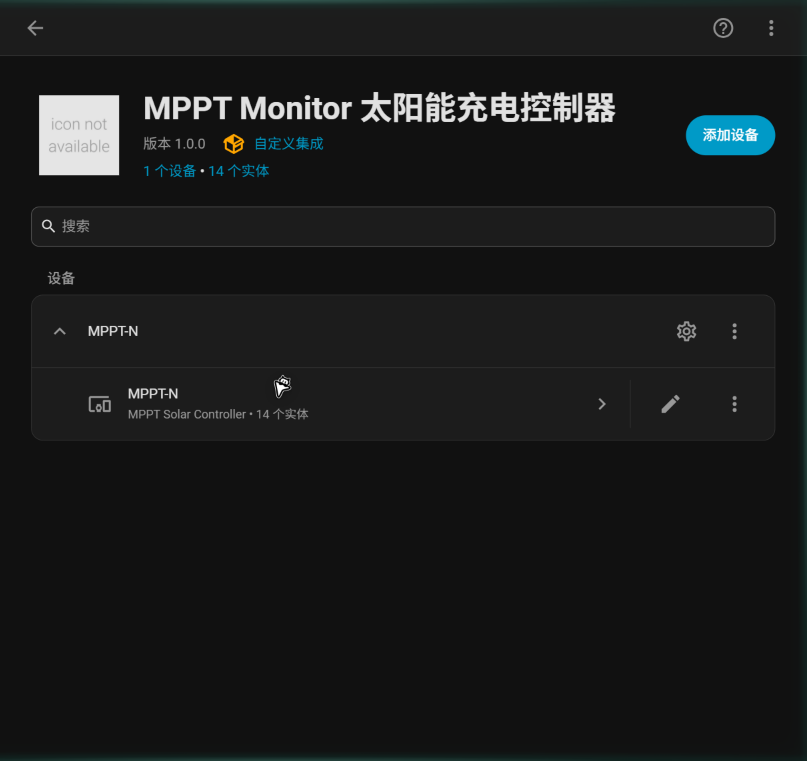 icon not
available
MPPT Monitor 太阳能充电控制器
版本 1.0.0 自定义集成
1 个设备 • 14 个实体
添加设备
搜索
设备
MPPT-N
MPPT-N
MPPT Solar Controller • 14 个实体